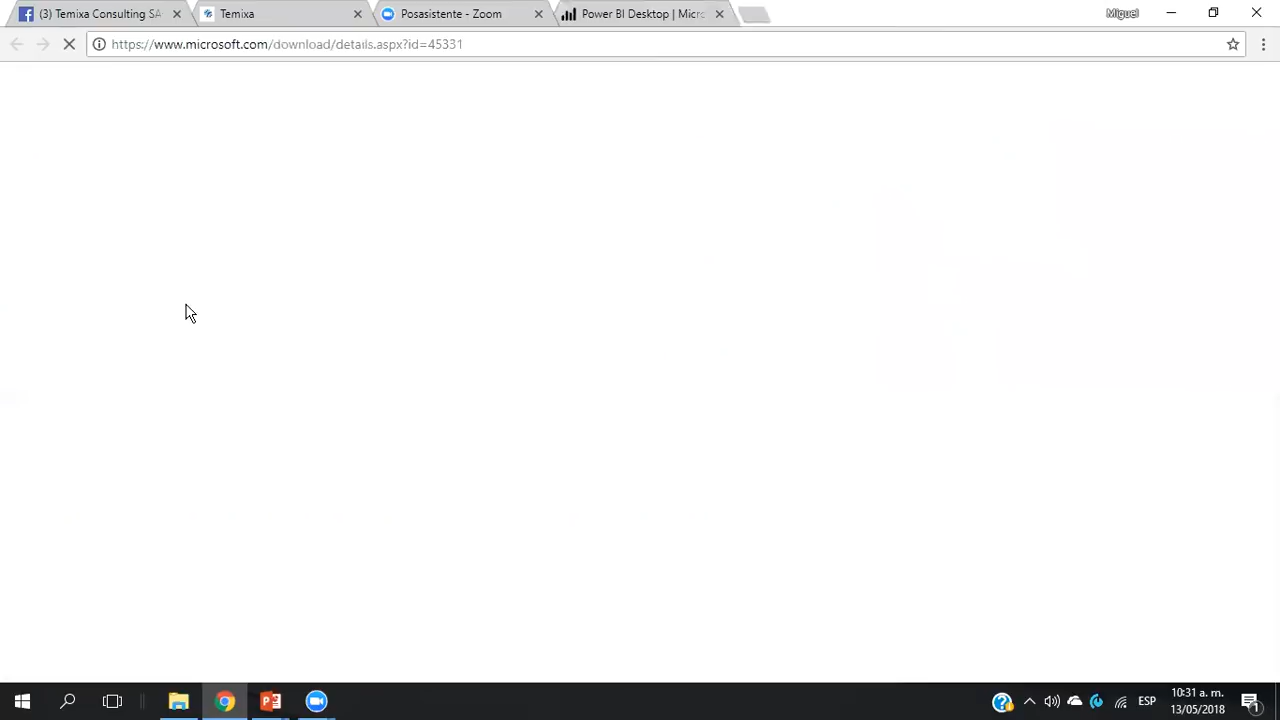 (3) Temixa Consulting SA
Temixa
Posasistente - Zoom
Power BI Desktop | Micro
Miguel
https://www.microsoft.com/download/details.aspx?id=45331
ESP
10:31 a. m.
13/05/2018
1